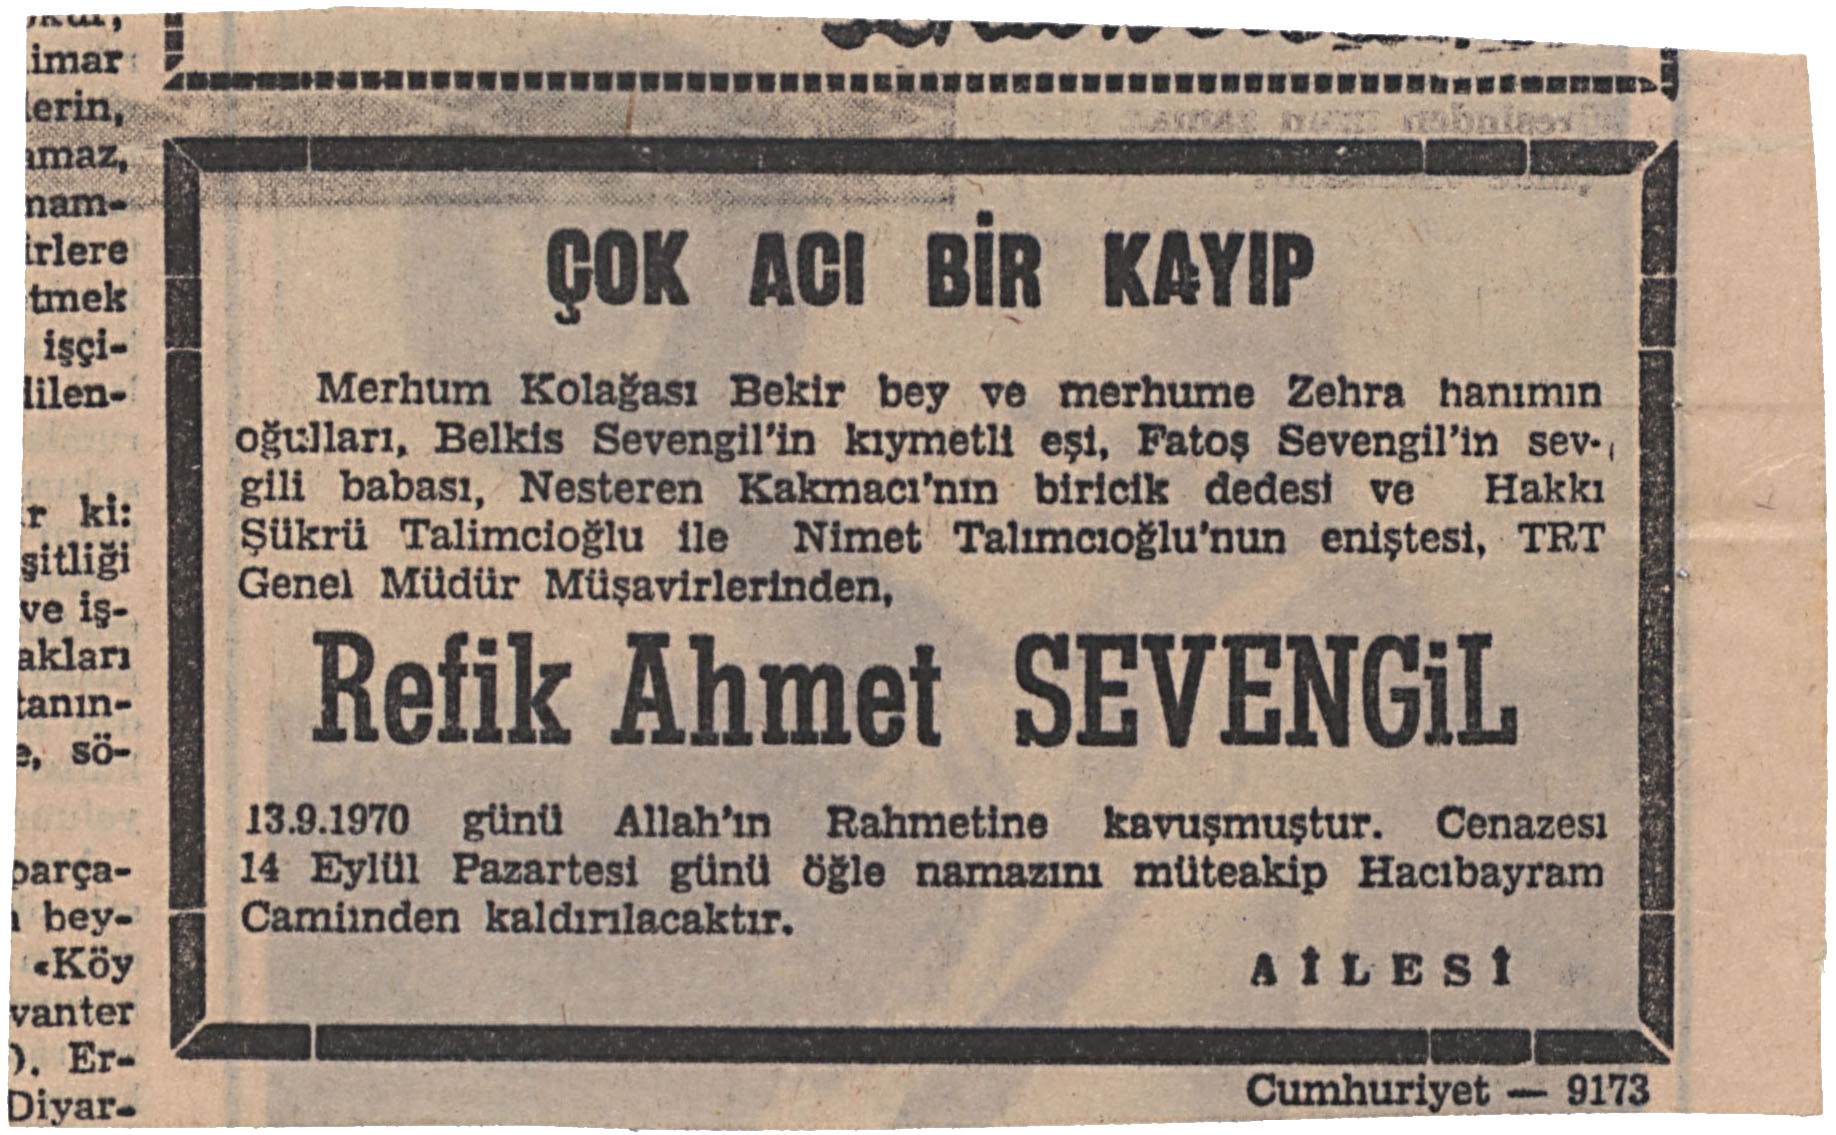 imar
lerin,
amaz,
mam-
irlere
etmek
işçi-
dilen-
r ki:
şitliği
ve iş-
akları
tanın-
e, sö-
parça-
n bey-
«Köy
vanter
O. Er-
Diyar-
ÇOK ACI BİR KAYIP
Merhum Kolağası Bekir bey ve merhume Zehra hanımın
oğulları, Belkis Sevengil'in kıymetli eşi, Fatoş Sevengil'in sev-
gili babası, Nesteren Kakmacı'nın biricik dedesi ve Hakkı
Şükrü Talimcioğlu ile Nimet Talımcıoğlu'nun eniştesi, TRT
Genel Müdür Müşavirlerinden,
Refik Ahmet SEVENGİL
13.9.1970 günü Allah'ın Rahmetine kavuşmuştur. Cenazesı
14 Eylül Pazartesi günü öğle namazını müteakip Hacıbayram
Camiinden kaldırılacaktır.
AİLESİ
Cumhuriyet — 9173